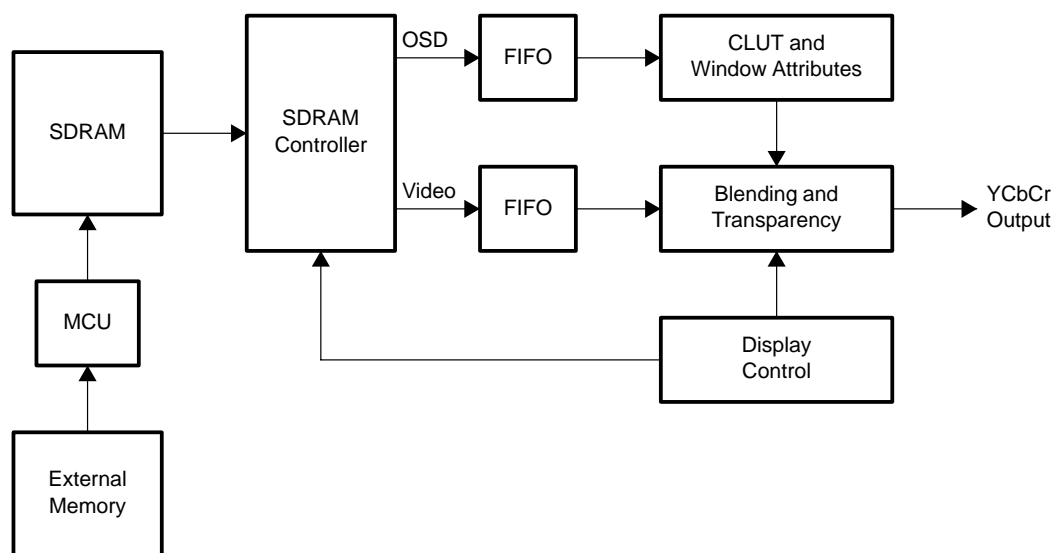 OSD
FIFO
CLUT and
Window Attributes
SDRAM
SDRAM
Controller
Video
FIFO
Blending and
Transparency
YCbCr
Output
MCU
Display
Control
External
Memory